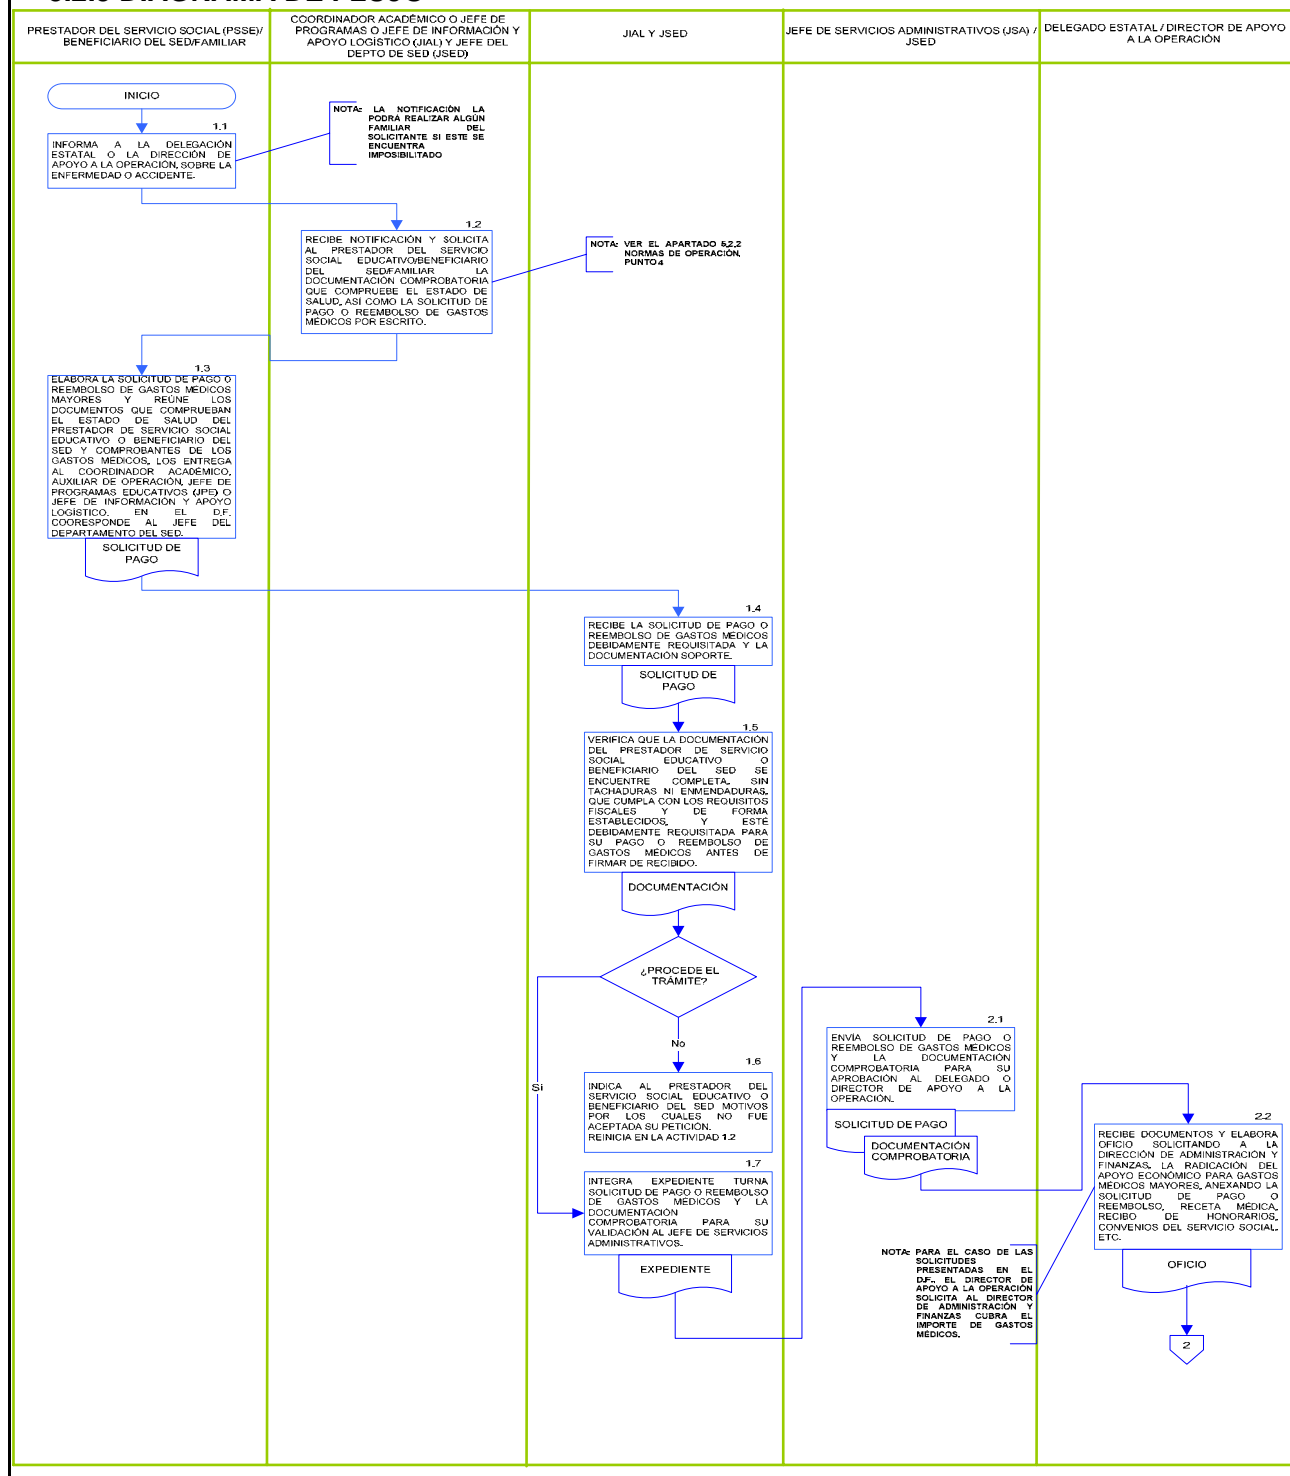 5.2.3 DIAGRAMA DE FLUJO
PRESTADOR DEL SERVICIO SOCIAL (PSSE)/
BENEFICIARIO DEL SED/FAMILIAR
COORDINADOR ACADÉMICO O JEFE DE
PROGRAMAS O JEFE DE INFORMACIÓN Y
APOYO LOGÍSTICO (JIAL) Y JEFE DEL
DEPTO DE SED (JSED)
JIAL Y JSED
JEFE DE SERVICIOS ADMINISTRATIVOS (JSA) /
JSED
DELEGADO ESTATAL / DIRECTOR DE APOYO
A LA OPERACIÓN
INICIO
1.1
INFORMA A LA DELEGACIÓN
ESTATAL O LA DIRECCIÓN DE
APOYO A LA OPERACIÓN, SOBRE LA
ENFERMEDAD O ACCIDENTE.
NOTA: LA NOTIFICACIÓN LA
PODRÁ REALIZAR ALGÚN
FAMILIAR DEL
SOLICITANTE SI ESTE SE
ENCUENTRA
IMPOSIBILITADO
1.2
RECIBE NOTIFICACIÓN Y SOLICITA
AL PRESTADOR DEL SERVICIO
SOCIAL EDUCATIVO/BENEFICIARIO
DEL SED/FAMILIAR LA
DOCUMENTACIÓN COMPROBATORIA
QUE COMPRUEBE EL ESTADO DE
SALUD, ASÍ COMO LA SOLICITUD DE
PAGO O REEMBOLSO DE GASTOS
MÉDICOS POR ESCRITO.
NOTA: VER EL APARTADO 5.2.2
NORMAS DE OPERACIÓN,
PUNTO 4
1.3
ELABORA LA SOLICITUD DE PAGO O
REEMBOLSO DE GASTOS MÉDICOS
MAYORES Y REÚNE LOS
DOCUMENTOS QUE COMPRUEBAN
EL ESTADO DE SALUD DEL
PRESTADOR DE SERVICIO SOCIAL
EDUCATIVO O BENEFICIARIO DEL
SED Y COMPROBANTES DE LOS
GASTOS MÉDICOS, LOS ENTREGA
AL COORDINADOR ACADÉMICO,
AUXILIAR DE OPERACIÓN, JEFE DE
PROGRAMAS EDUCATIVOS (JPE) O
JEFE DE INFORMACIÓN Y APOYO
LOGÍSTICO. EN EL D.F.
COORESPONDE AL JEFE DEL
DEPARTAMENTO DEL SED.
SOLICITUD DE
PAGO
1.4
RECIBE LA SOLICITUD DE PAGO O
REEMBOLSO DE GASTOS MÉDICOS
DEBIDAMENTE REQUISITADA Y LA
DOCUMENTACIÓN SOPORTE.
SOLICITUD DE
PAGO
1.5
VERIFICA QUE LA DOCUMENTACIÓN
DEL PRESTADOR DE SERVICIO
SOCIAL EDUCATIVO O
BENEFICIARIO DEL SED SE
ENCUENTRE COMPLETA, SIN
TACHADURAS NI ENMENDADURAS,
QUE CUMPLA CON LOS REQUISITOS
FISCALES Y DE FORMA
ESTABLECIDOS, Y ESTÉ
DEBIDAMENTE REQUISITADA PARA
SU PAGO O REEMBOLSO DE
GASTOS MÉDICOS ANTES DE
FIRMAR DE RECIBIDO.
DOCUMENTACIÓN
¿PROCEDE EL
TRÁMITE?
No
Si
1.6
INDICA AL PRESTADOR DEL
SERVICIO SOCIAL EDUCATIVO O
BENEFICIARIO DEL SED MOTIVOS
POR LOS CUALES NO FUE
ACEPTADA SU PETICIÓN.
REINICIA EN LA ACTIVIDAD 1.2
1.7
INTEGRA EXPEDIENTE TURNA
SOLICITUD DE PAGO O REEMBOLSO
DE GASTOS MÉDICOS Y LA
DOCUMENTACIÓN
COMPROBATORIA PARA SU
VALIDACIÓN AL JEFE DE SERVICIOS
ADMINISTRATIVOS.
EXPEDIENTE
2.1
ENVÍA SOLICITUD DE PAGO O
REEMBOLSO DE GASTOS MÉDICOS
Y LA DOCUMENTACIÓN
COMPROBATORIA PARA SU
APROBACIÓN AL DELEGADO O
DIRECTOR DE APOYO A LA
OPERACIÓN.
SOLICITUD DE PAGO
DOCUMENTACIÓN
COMPROBATORIA
2.2
RECIBE DOCUMENTOS Y ELABORA
OFICIO SOLICITANDO A LA
DIRECCIÓN DE ADMINISTRACIÓN Y
FINANZAS, LA RADICACIÓN DEL
APOYO ECONÓMICO PARA GASTOS
MÉDICOS MAYORES, ANEXANDO LA
SOLICITUD DE PAGO O
REEMBOLSO, RECETA MÉDICA,
RECIBO DE HONORARIOS,
CONVENIOS DEL SERVICIO SOCIAL,
ETC.
OFICIO
NOTA: PARA EL CASO DE LAS
SOLICITUDES
PRESENTADAS EN EL
D.F., EL DIRECTOR DE
APOYO A LA OPERACIÓN
SOLICITA AL DIRECTOR
DE ADMINISTRACIÓN Y
FINANZAS CUBRA EL
IMPORTE DE GASTOS
MÉDICOS.
2